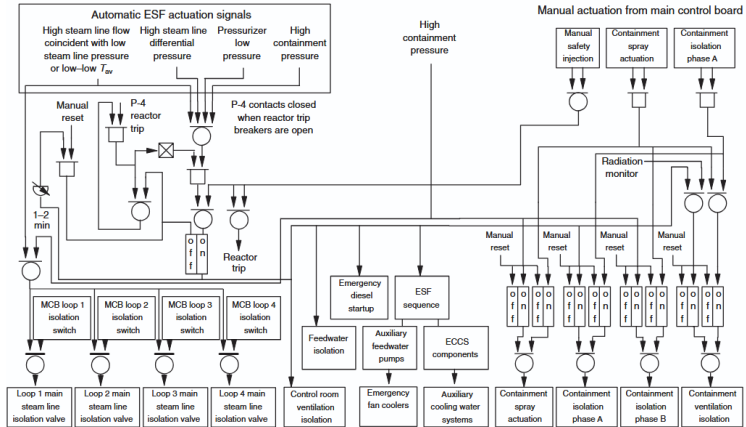 Automatic ESF actuation signals
High steam line flow
coincident with low
steam line pressure
or low–low Tav
High steam line
differential
pressure
Pressurizer
low
pressure
High
containment
pressure
High
containment
pressure
Manual actuation from main control board
Manual
safety
injection
Containment
spray
actuation
Containment
isolation
phase A
Manual
reset
P-4
reactor
trip
P-4 contacts closed
when reactor trip
breakers are open
Radiation
monitor
1–2
min
off
on
Reactor
trip
Manual
reset
Manual
reset
Manual
reset
Manual
reset
off
on
off
on
off
on
off
on
Emergency
diesel
startup
ESF
sequence
MCB loop 1
isolation
switch
MCB loop 2
isolation
switch
MCB loop 3
isolation
switch
MCB loop 4
isolation
switch
Feedwater
isolation
Auxiliary
feedwater
pumps
ECCS
components
Loop 1 main
steam line
isolation valve
Loop 2 main
steam line
isolation valve
Loop 3 main
steam line
isolation valve
Loop 4 main
steam line
isolation valve
Control room
ventilation
isolation
Emergency
fan coolers
Auxiliary
cooling water
systems
Containment
spray
actuation
Containment
isolation
phase A
Containment
isolation
phase B
Containment
ventilation
isolation